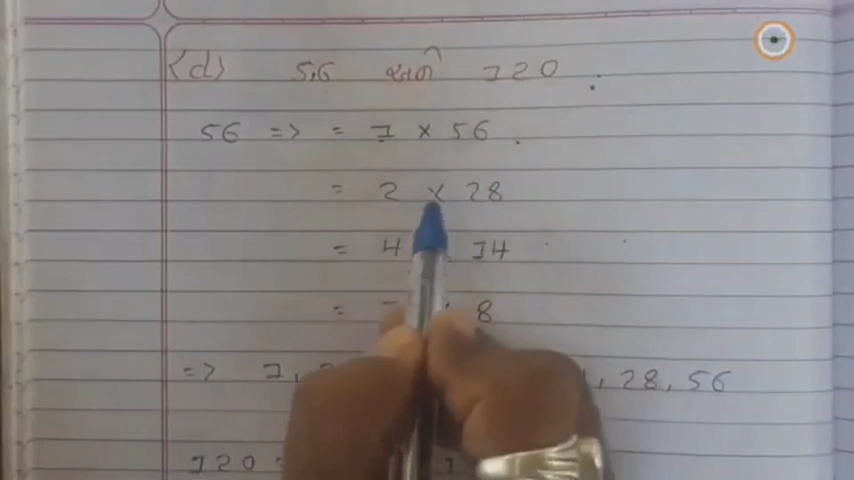 (d) 56 અને 120 .
56 => = 1 × 56 .
= 2 × 28
= 4 14
= 8
=> 1, , 28, 56
120 =